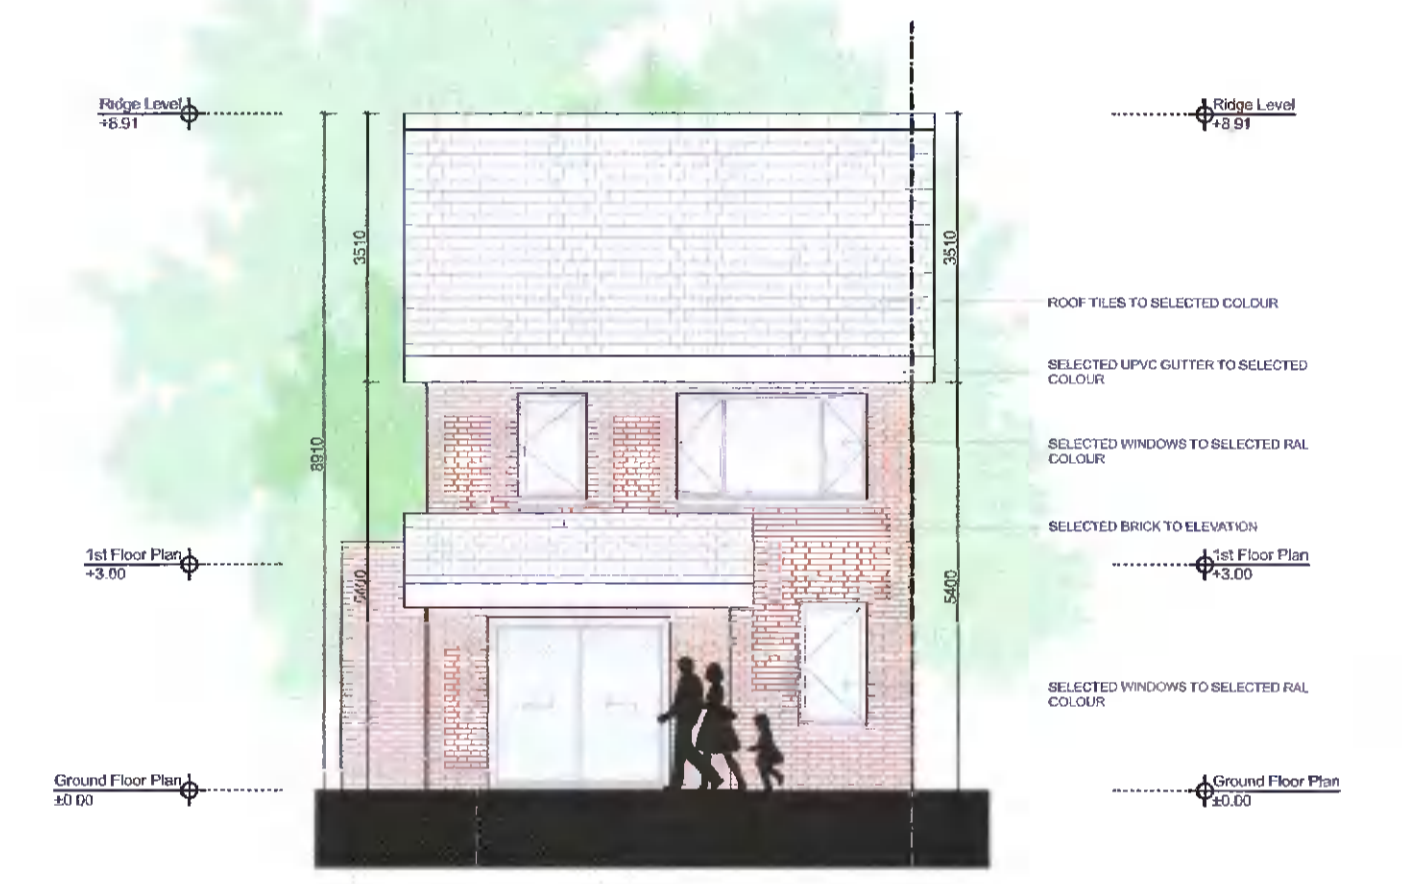 Ridge Level
+8.91
Ridge Level
+8.91
3510
3510
ROOF TILES TO SELECTED COLOUR
SELECTED UPVC GUTTER TO SELECTED
COLOUR
8910
SELECTED WINDOWS TO SELECTED RAL
COLOUR
SELECTED BRICK TO ELEVATION
1st Floor Plan
+3.00
1st Floor Plan
+3.00
5400
5400
SELECTED WINDOWS TO SELECTED RAL
COLOUR
Ground Floor Plan
±0.00
Ground Floor Plan
±0.00